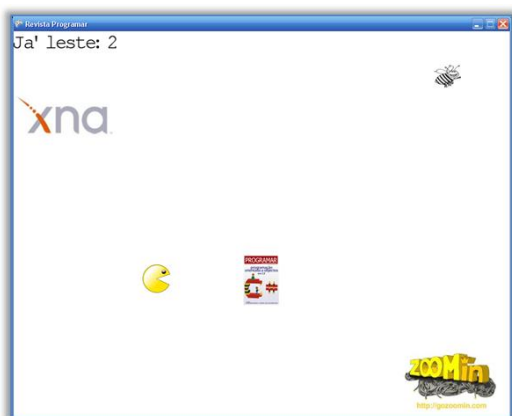 Revista Programar
Ja' leste: 2
xna
PROGRAMAR
C#
ZOOMin
http://gozoomin.com